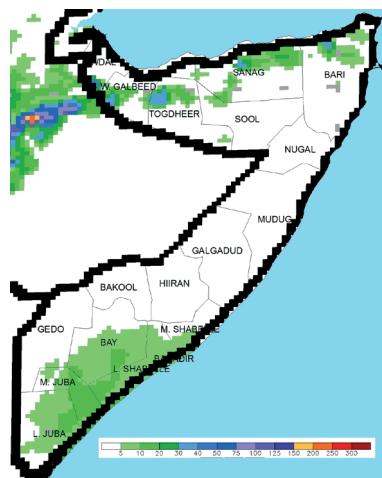 SANAG
BARI
W. GALBEED
TOGDHEER
SOOL
NUGAL
MUDUG
GALGADUD
HIIRAN
BAKOOL
GEDO
BAY
M. JUBA
L. JUBA
5 10 20 30 40 50 75 100 125 150 200 250 300